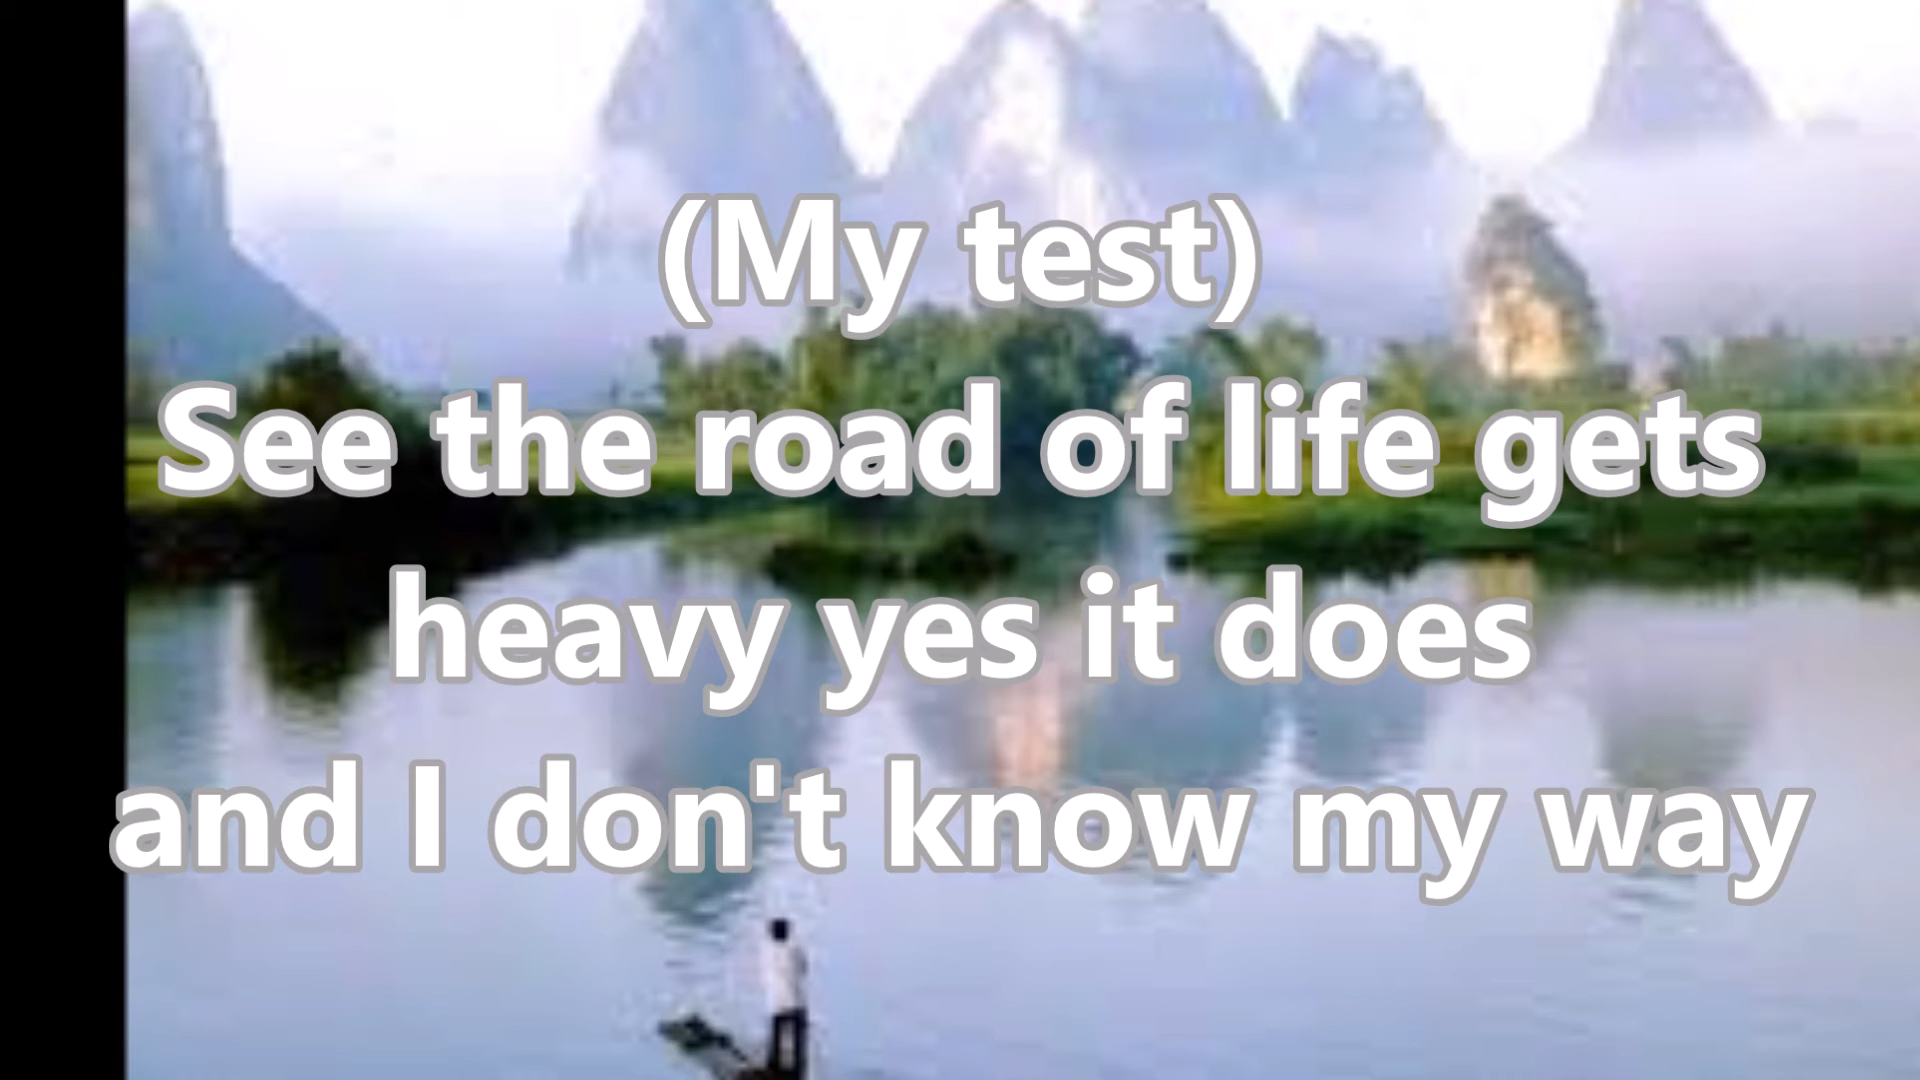 (My test)
See the road of life gets
heavy yes it does
and I don't know my way